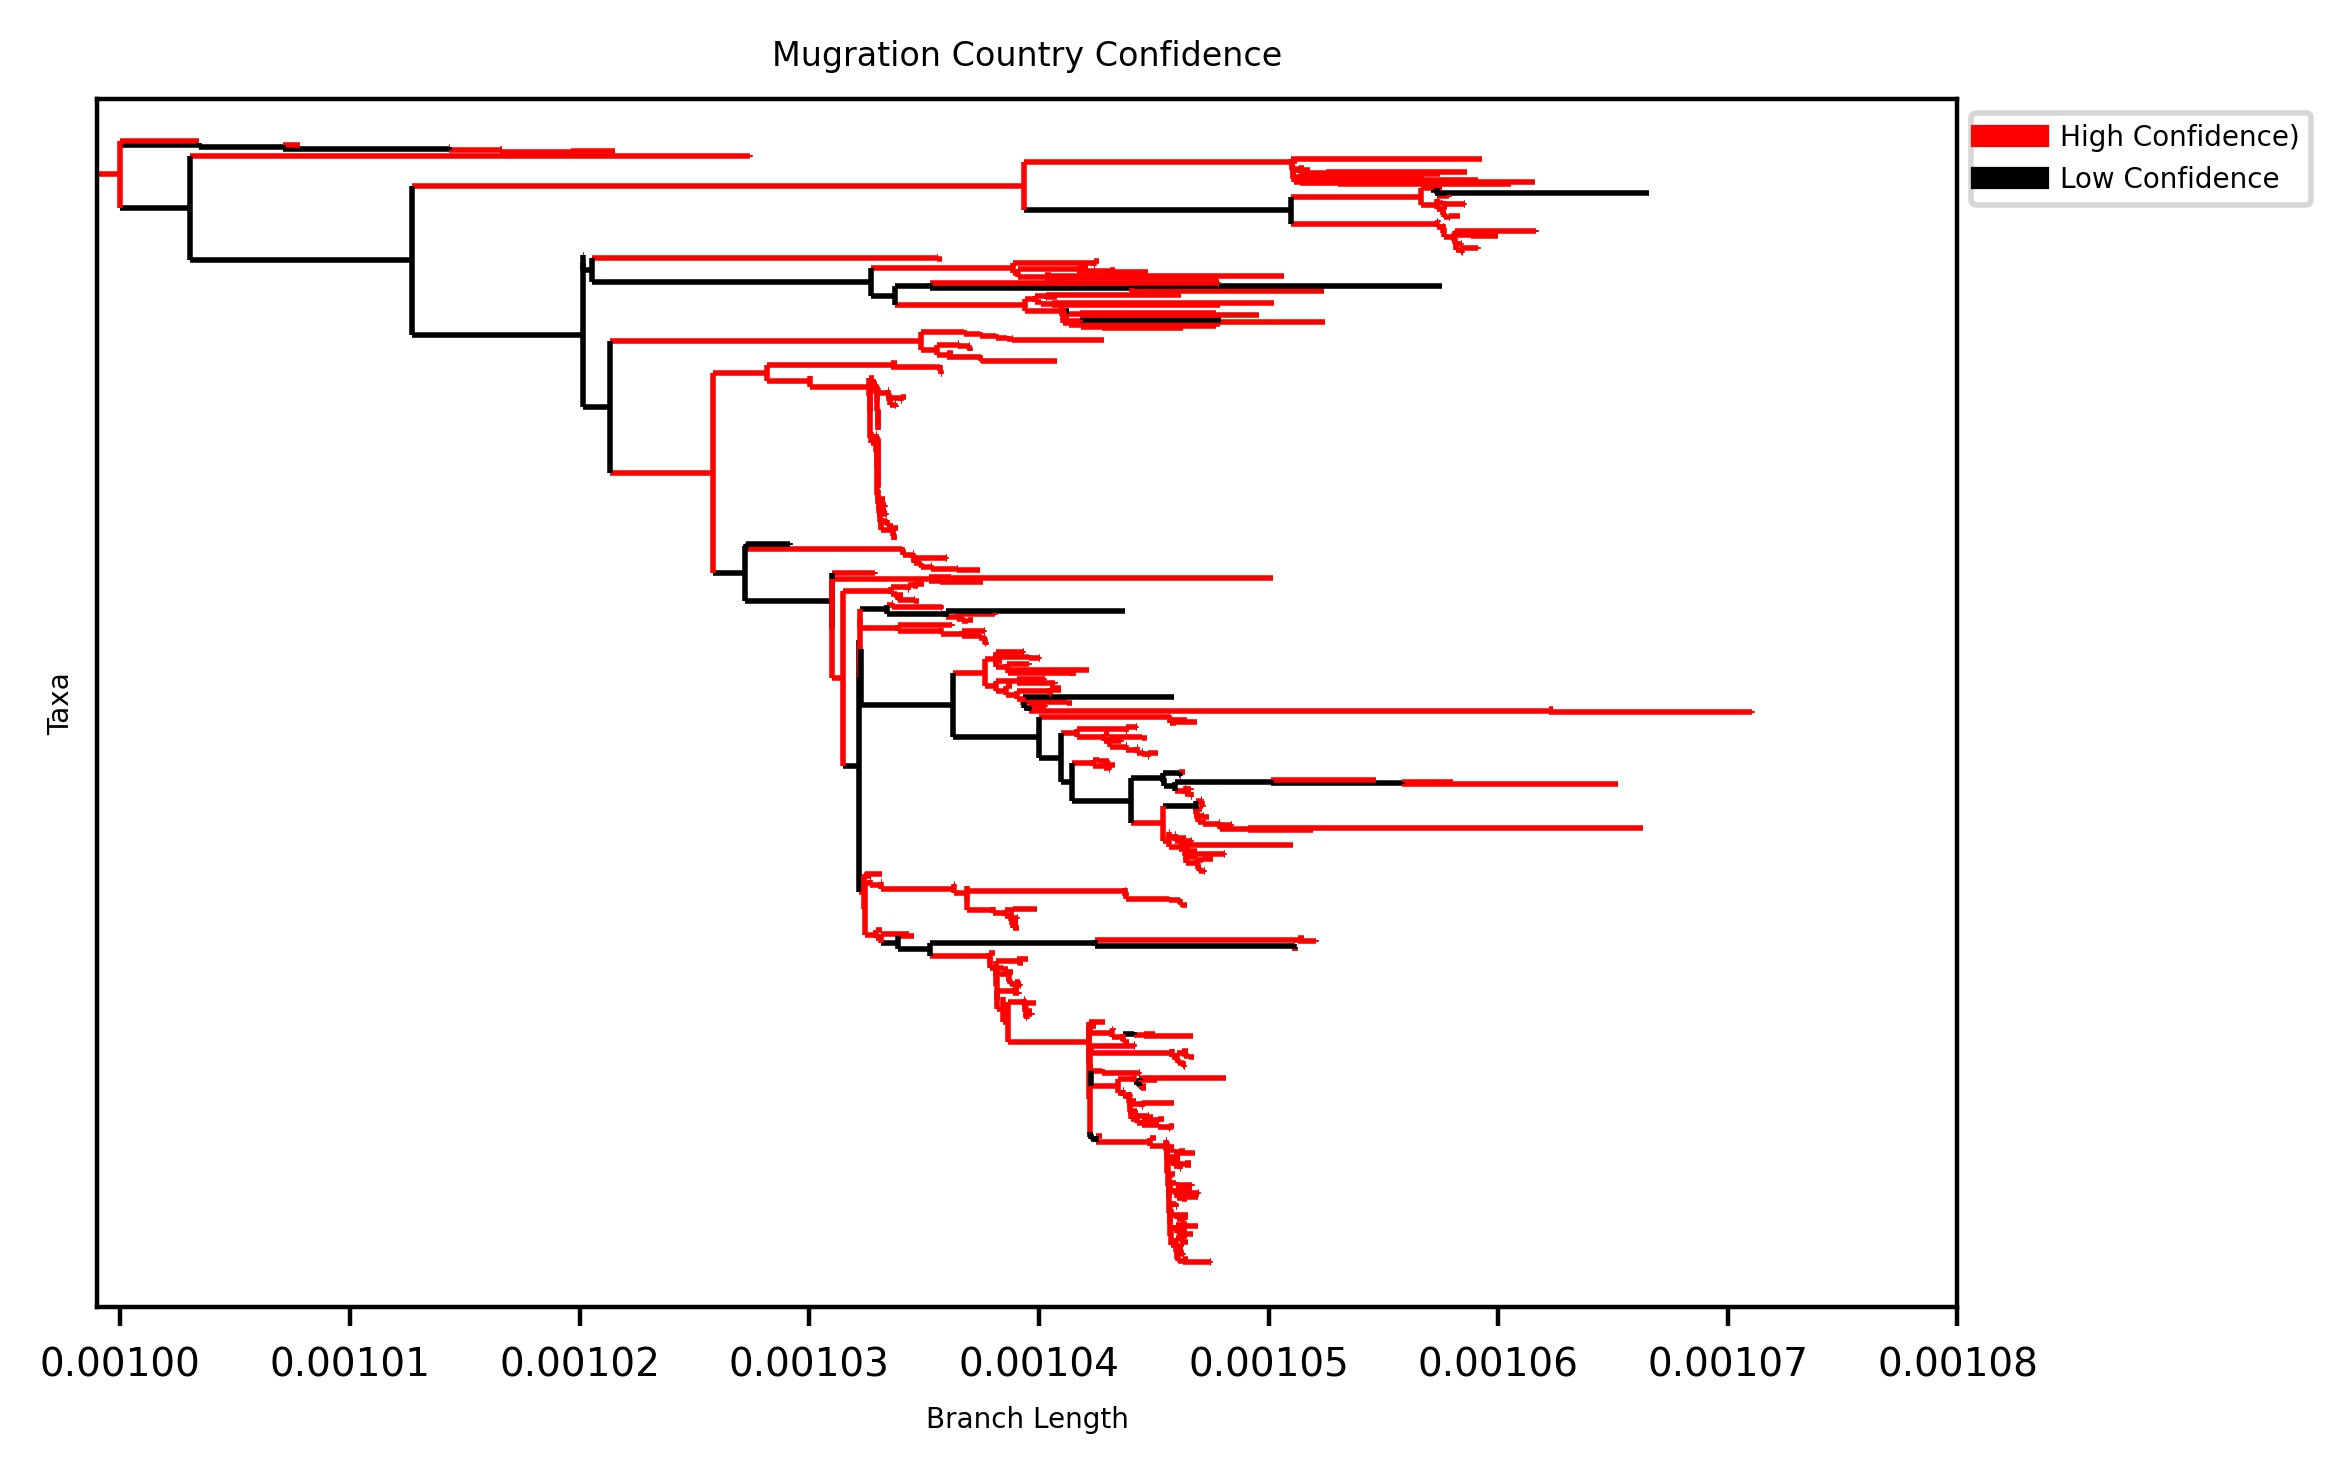 Mugration Country Confidence
High Confidence)
Low Confidence
Taxa
0.00100 0.00101 0.00102 0.00103 0.00104 0.00105 0.00106 0.00107 0.00108
Branch Length